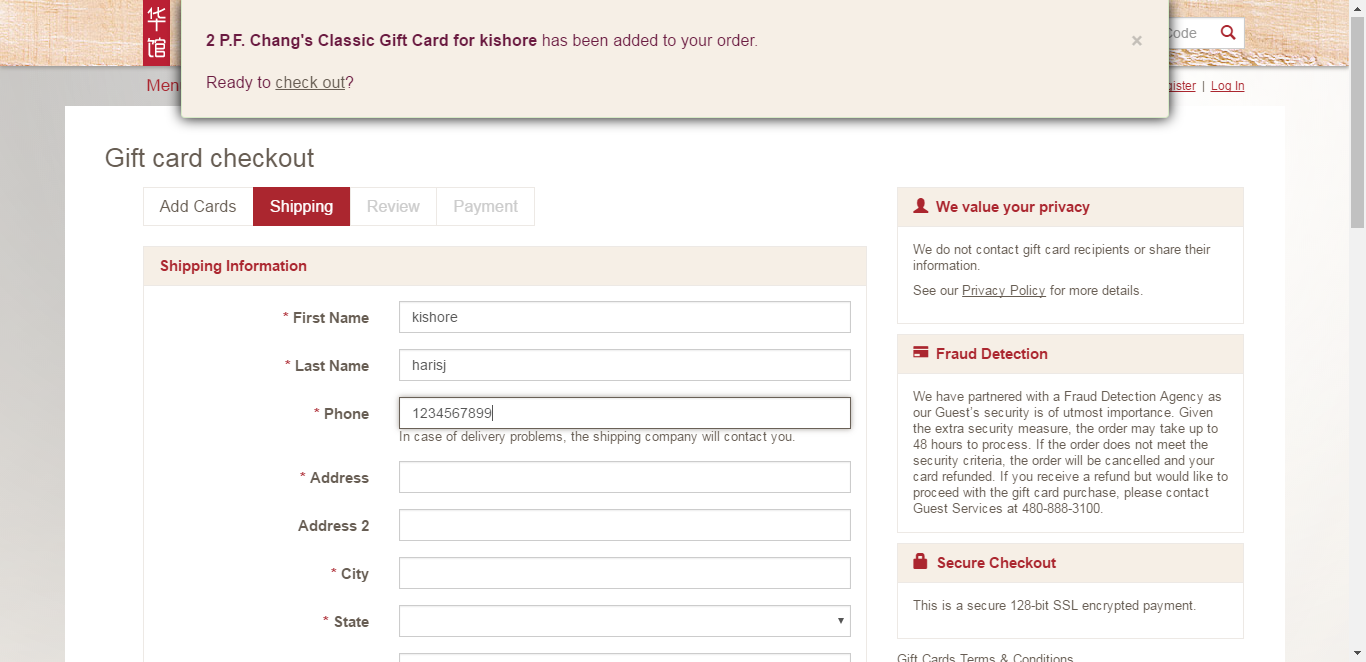 华
馆
2 P.F. Chang's Classic Gift Card for kishore has been added to your order.
×
Code
Ready to check out?
Men
ister | Log In
Gift card checkout
Add Cards
Shipping
Review
Payment
Shipping Information
* First Name
kishore
* Last Name
harisj
* Phone
1234567899
In case of delivery problems, the shipping company will contact you.
* Address
Address 2
* City
* State
We value your privacy
We do not contact gift card recipients or share their
information.
See our Privacy Policy for more details.
Fraud Detection
We have partnered with a Fraud Detection Agency as
our Guest's security is of utmost importance. Given
the extra security measure, the order may take up to
48 hours to process. If the order does not meet the
security criteria, the order will be cancelled and your
card refunded. If you receive a refund but would like to
proceed with the gift card purchase, please contact
Guest Services at 480-888-3100.
Secure Checkout
This is a secure 128-bit SSL encrypted payment.
Gift Cards Terms & Conditions